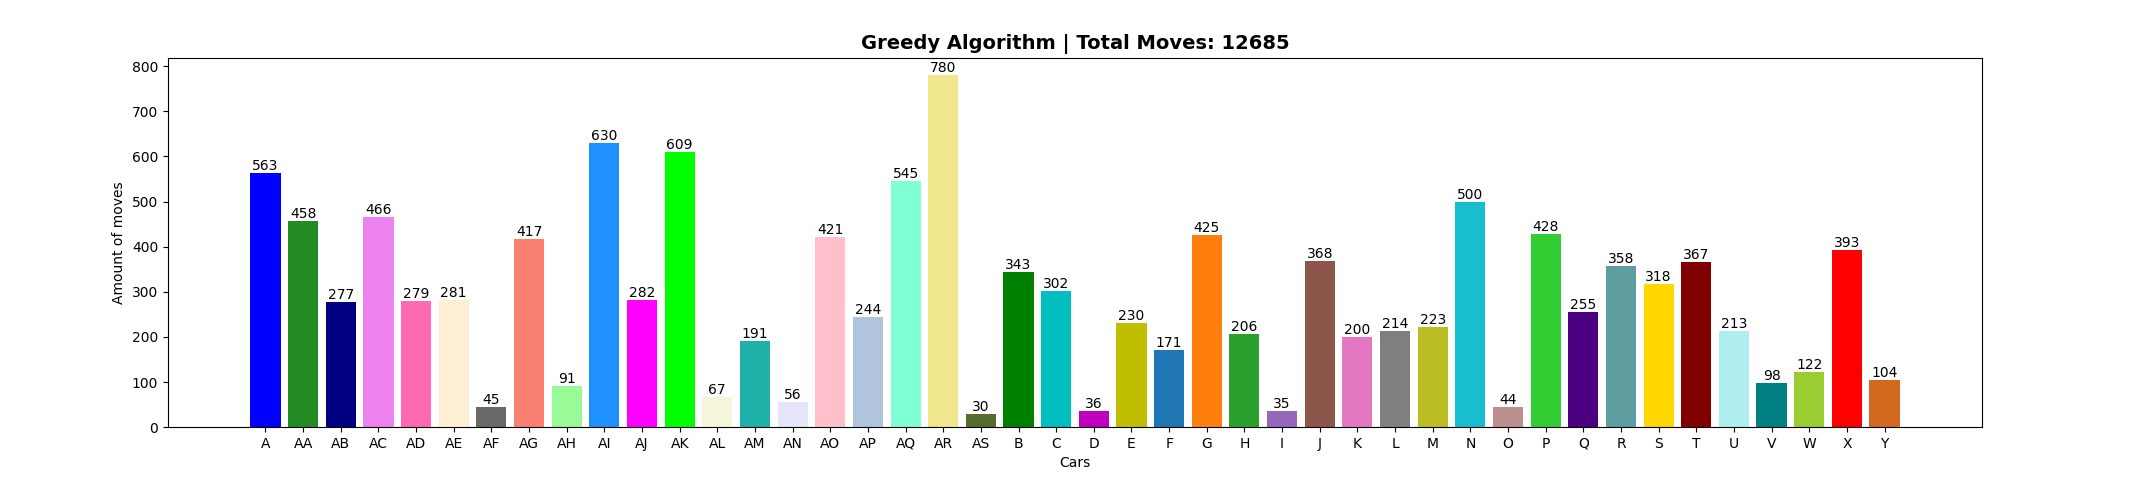 Greedy Algorithm | Total Moves: 12685
Amount of moves
800
700
600
500
400
300
200
100
0
563 458 277 466 279 281 45 417 91 630 282 609 67 191 56 421 244 545 780 30 343 302 36 230 171 425 206 35 368 200 214 223 500 44 428 255 358 318 367 213 98 122 393 104
A AA AB AC AD AE AF AG AH AI AJ AK AL AM AN AO AP AQ AR AS B C D E F G H I J K L M N O P Q R S T U V W X Y
Cars